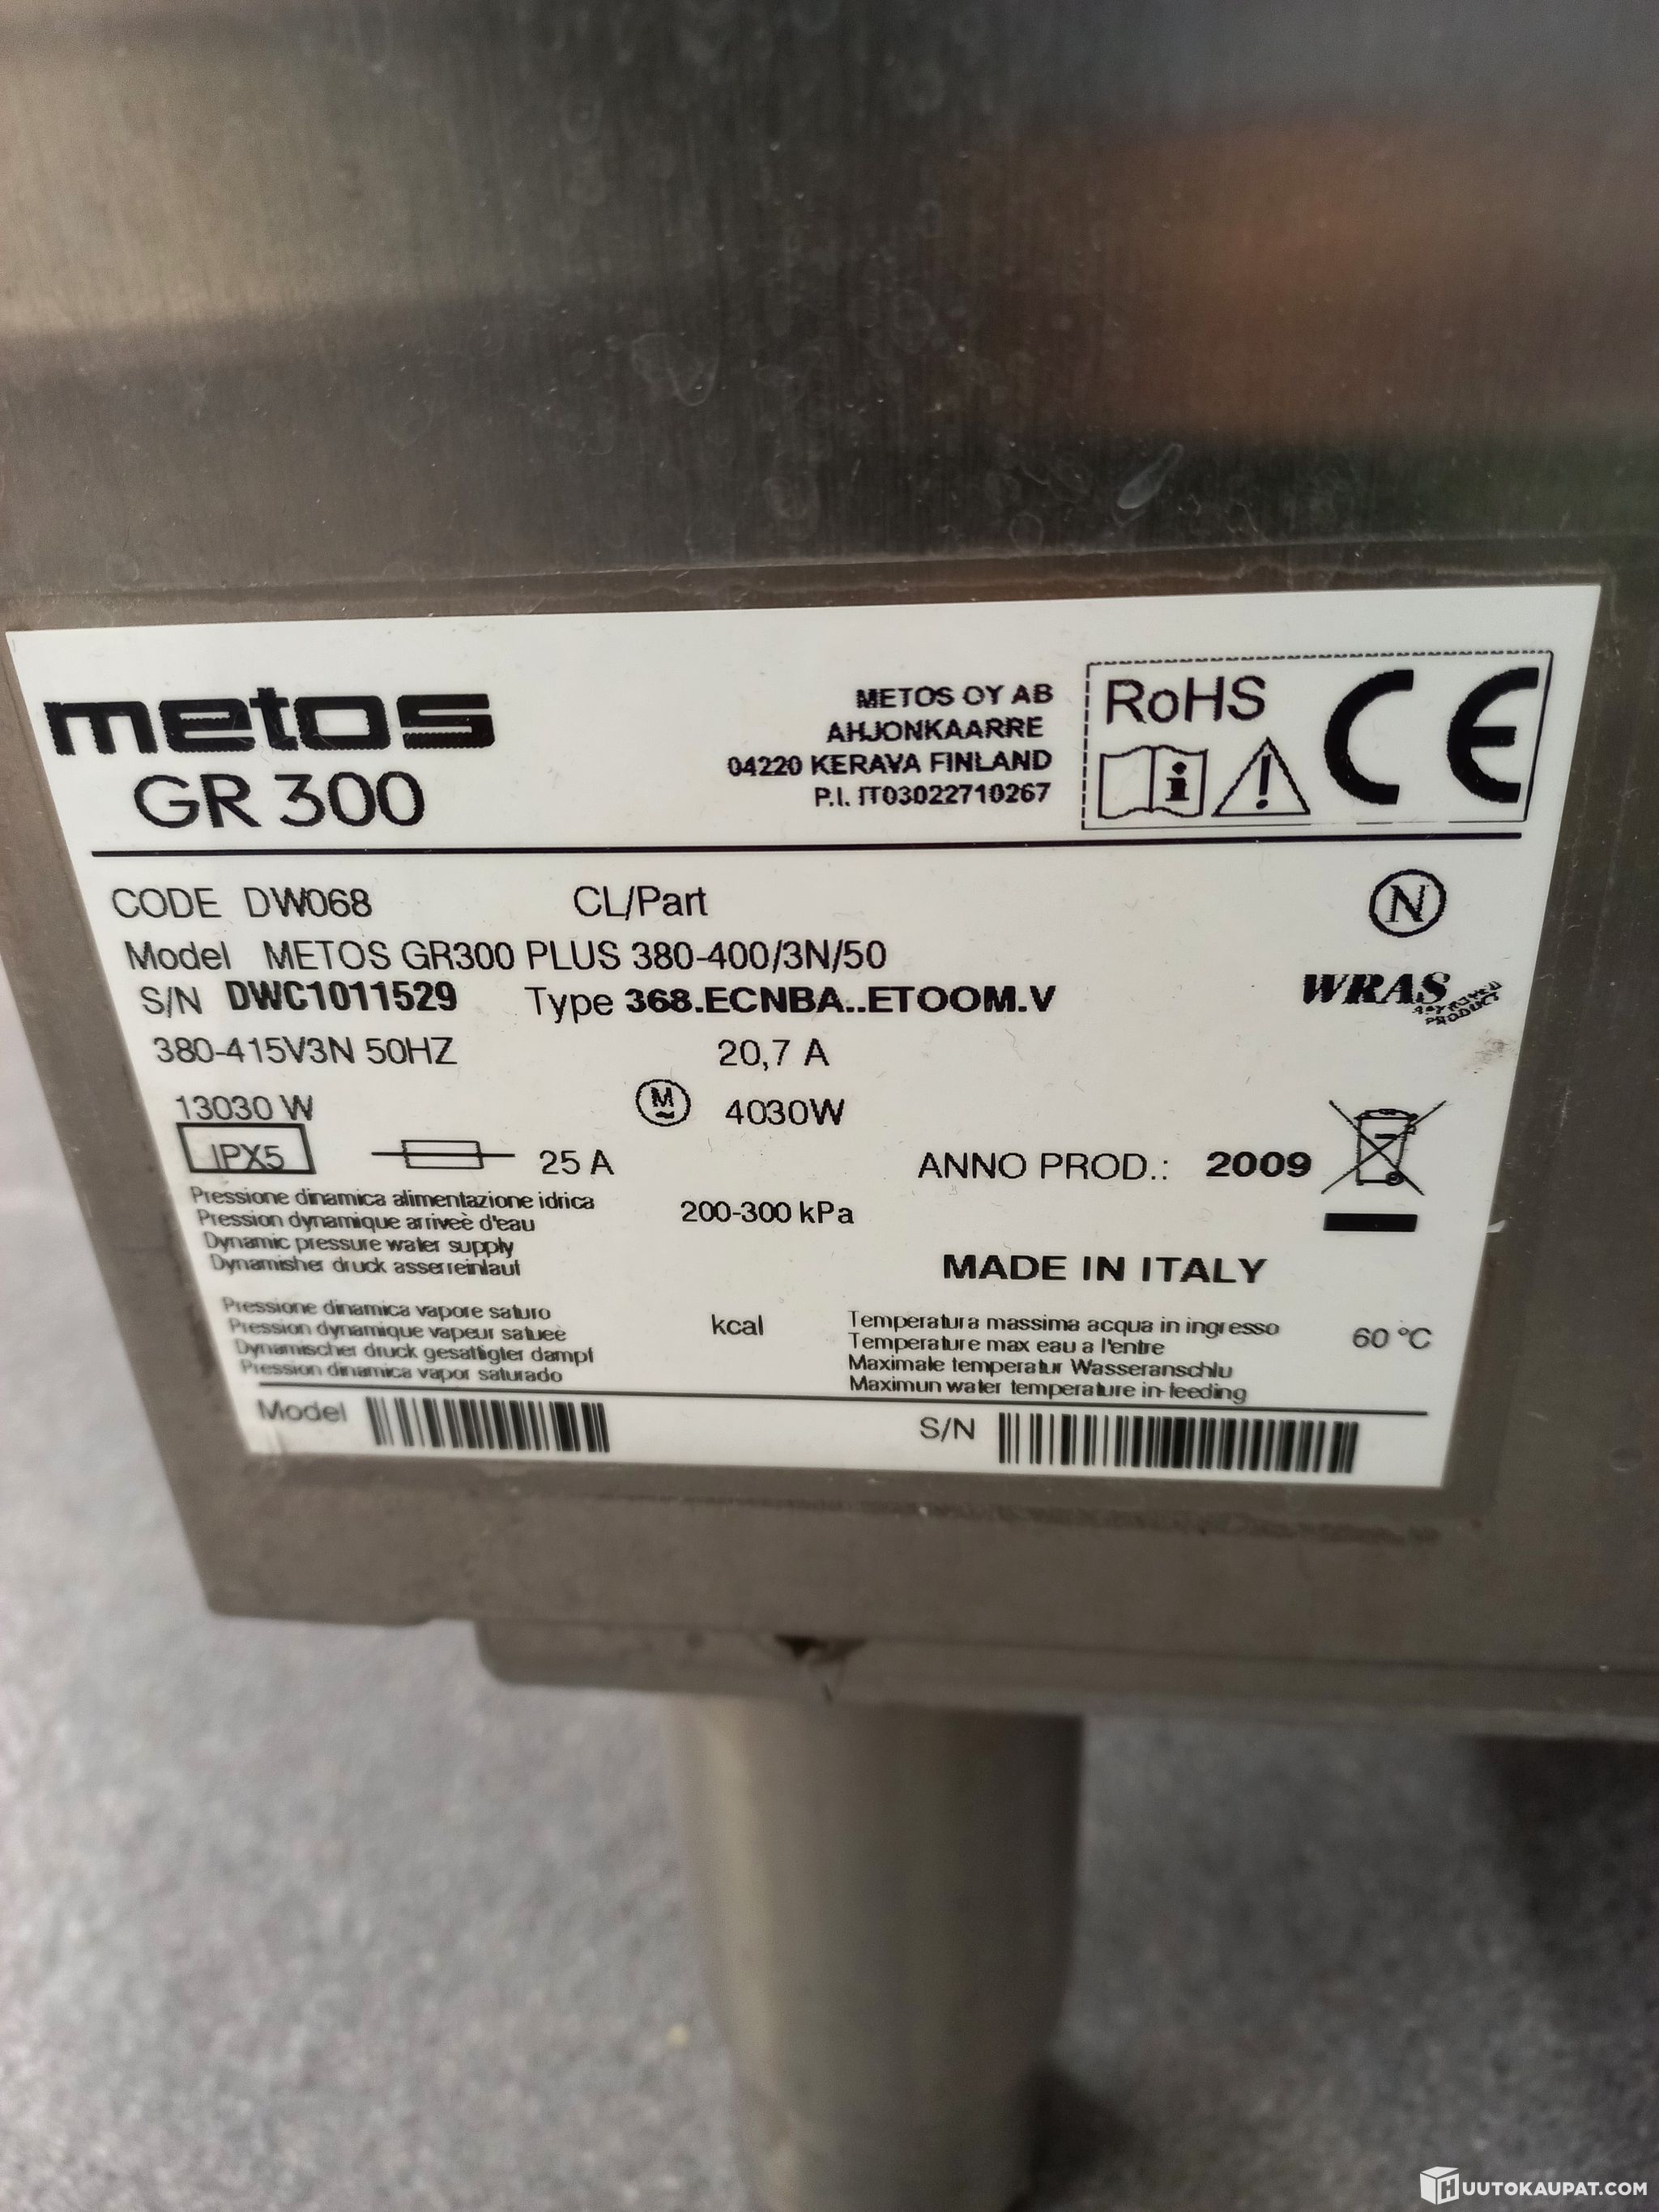 metos
GR 300
METOS OY AB
AHJONKAARRE
04220 KERAVA FINLAND
P.I. IT03022710267
RoHS
CE
CODE DW068 CL/Part
N
Model METOS GR300 PLUS 380-400/3N/50
S/N DWC1011529 Type 368.ECNBA..ETOOM.V
WRAS
APPROVED
PRODUCT
380-415V3N 50HZ 20,7 A
13030 W M 4030W
IPX5 25 A
ANNO PROD.: 2009
Pressione dinamica alimentazione idrica
Pression dynamique arriveè d'eau
Dynamic pressure water supply
Dynamisher druck asserreinlauf
200-300 kPa
MADE IN ITALY
Pressione dinamica vapore saturo
Pression dynamique vapeur satuee
Dynamischer druck gesattigter dampf
Pression dinamica vapor saturado
kcal
Temperatura massima acqua in ingresso
Temperature max eau a l'entre
Maximale temperatur Wasseranschlu
Maximun water temperature in-feeding
60 °C
Model
S/N
HUUTOKAUPAT.COM